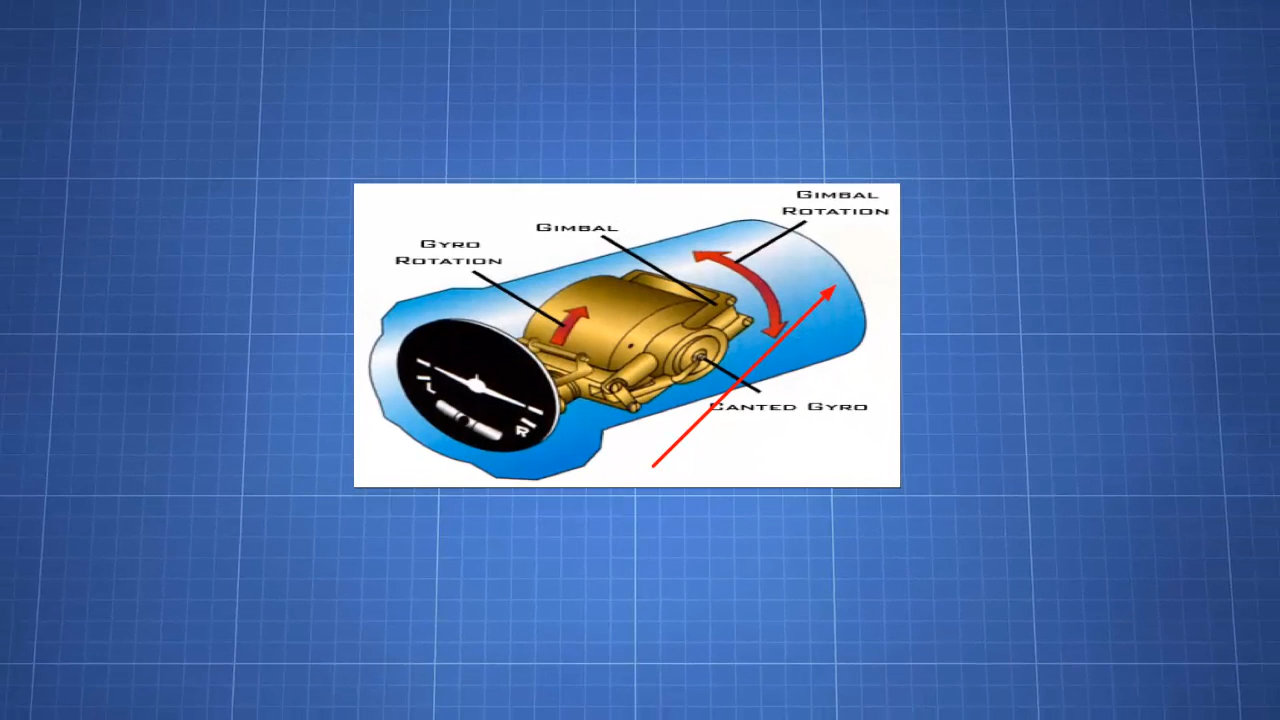 GIMBAL
ROTATION
GIMBAL
GYRO
ROTATION
L
R
CANTED GYRO